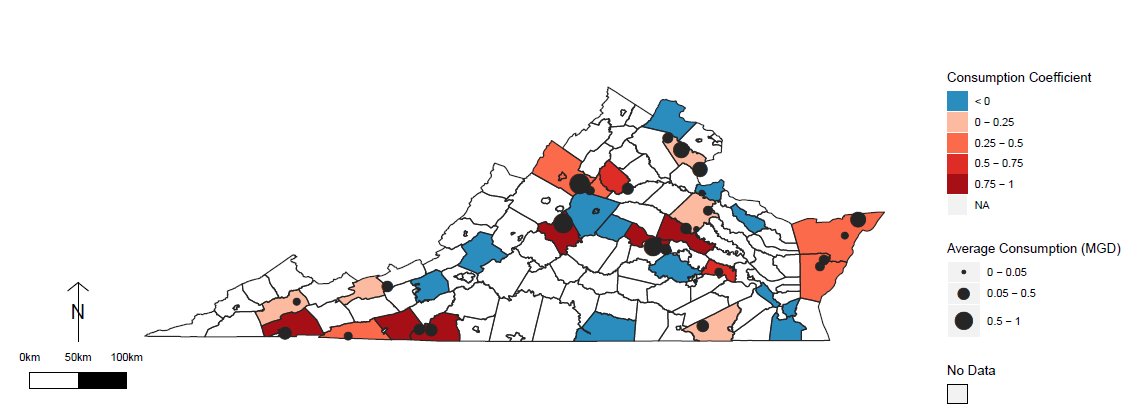 Consumption Coefficient
< 0
0 – 0.25
0.25 – 0.5
0.5 – 0.75
0.75 – 1
NA
Average Consumption (MGD)
0 – 0.05
0.05 – 0.5
0.5 – 1
No Data
N
0km 50km 100km